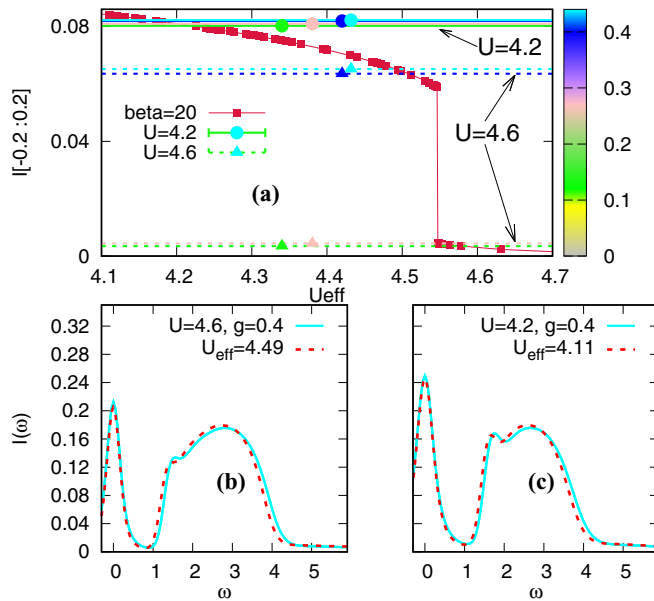 0.08
0.04
0
I[-0.2 :0.2]
U=4.2
U=4.6
beta=20
U=4.2
U=4.6
(a)
4.1 4.2 4.3 4.4 4.5 4.6 4.7
Ueff
0.4
0.3
0.2
0.1
0
0.32
0.28
0.24
0.2
0.16
0.12
0.08
0.04
0
I(ω)
U=4.6, g=0.4
Ueff=4.49
(b)
0 1 2 3 4 5
ω
U=4.2, g=0.4
Ueff=4.11
(c)
0 1 2 3 4 5
ω